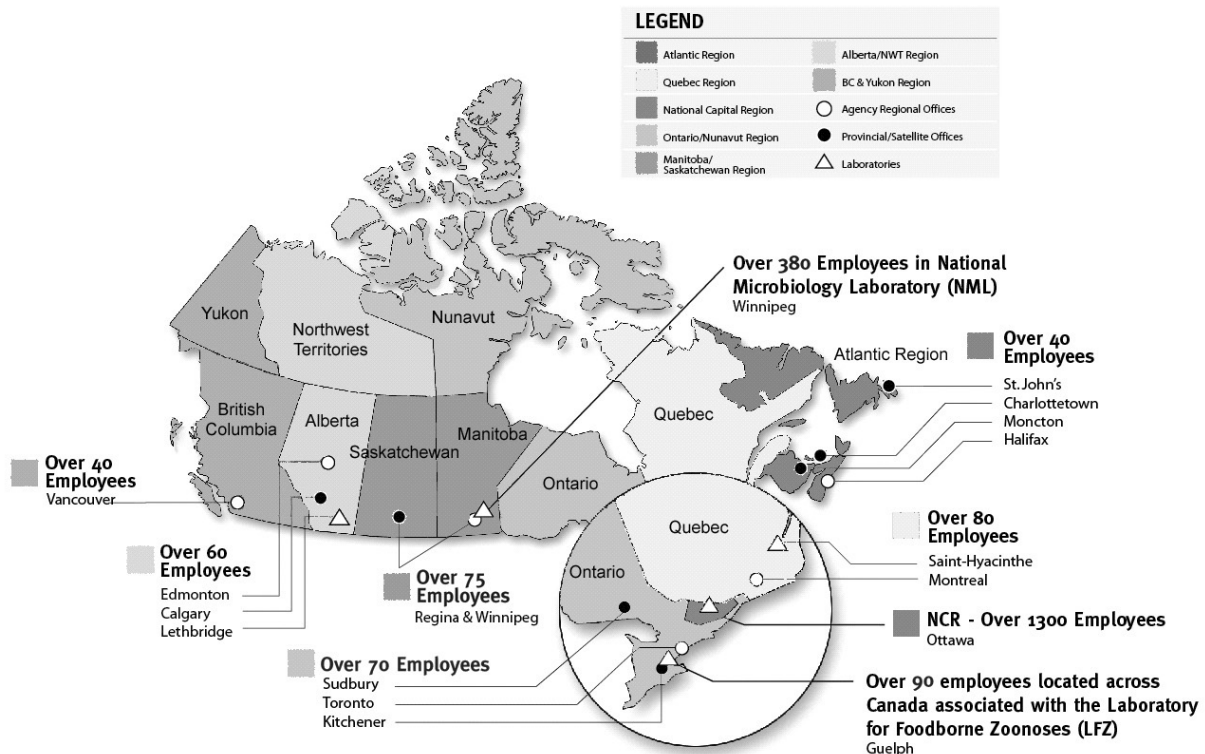 LEGEND
Atlantic Region
Quebec Region
National Capital Region
Ontario/Nunavut Region
Manitoba/
Saskatchewan Region
Alberta/NWT Region
BC & Yukon Region
Agency Regional Offices
Provincial/Satellite Offices
Laboratories
Over 380 Employees in National
Microbiology Laboratory (NML)
Winnipeg
Yukon
Northwest
Territories
Nunavut
British
Columbia
Alberta
Saskatchewan
Manitoba
Ontario
Quebec
Atlantic Region
Over 40
Employees
St. John's
Charlottetown
Moncton
Halifax
Over 40
Employees
Vancouver
Over 60
Employees
Edmonton
Calgary
Lethbridge
Over 75
Employees
Regina & Winnipeg
Over 70 Employees
Sudbury
Toronto
Kitchener
Quebec
Ontario
Over 80
Employees
Saint-Hyacinthe
Montreal
NCR - Over 1300 Employees
Ottawa
Over 90 employees located across
Canada associated with the Laboratory
for Foodborne Zoonoses (LFZ)
Guelph